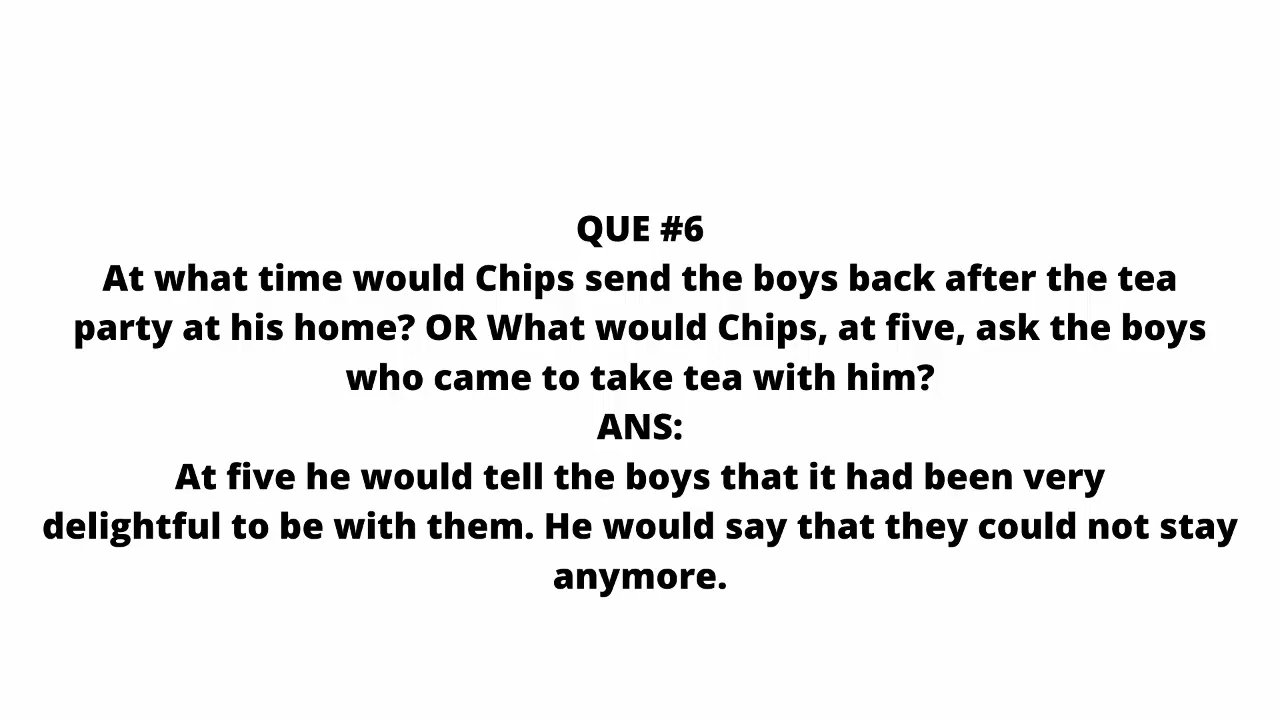 QUE #6
At what time would Chips send the boys back after the tea
party at his home? OR What would Chips, at five, ask the boys
who came to take tea with him?
ANS:
At five he would tell the boys that it had been very
delightful to be with them. He would say that they could not stay
anymore.